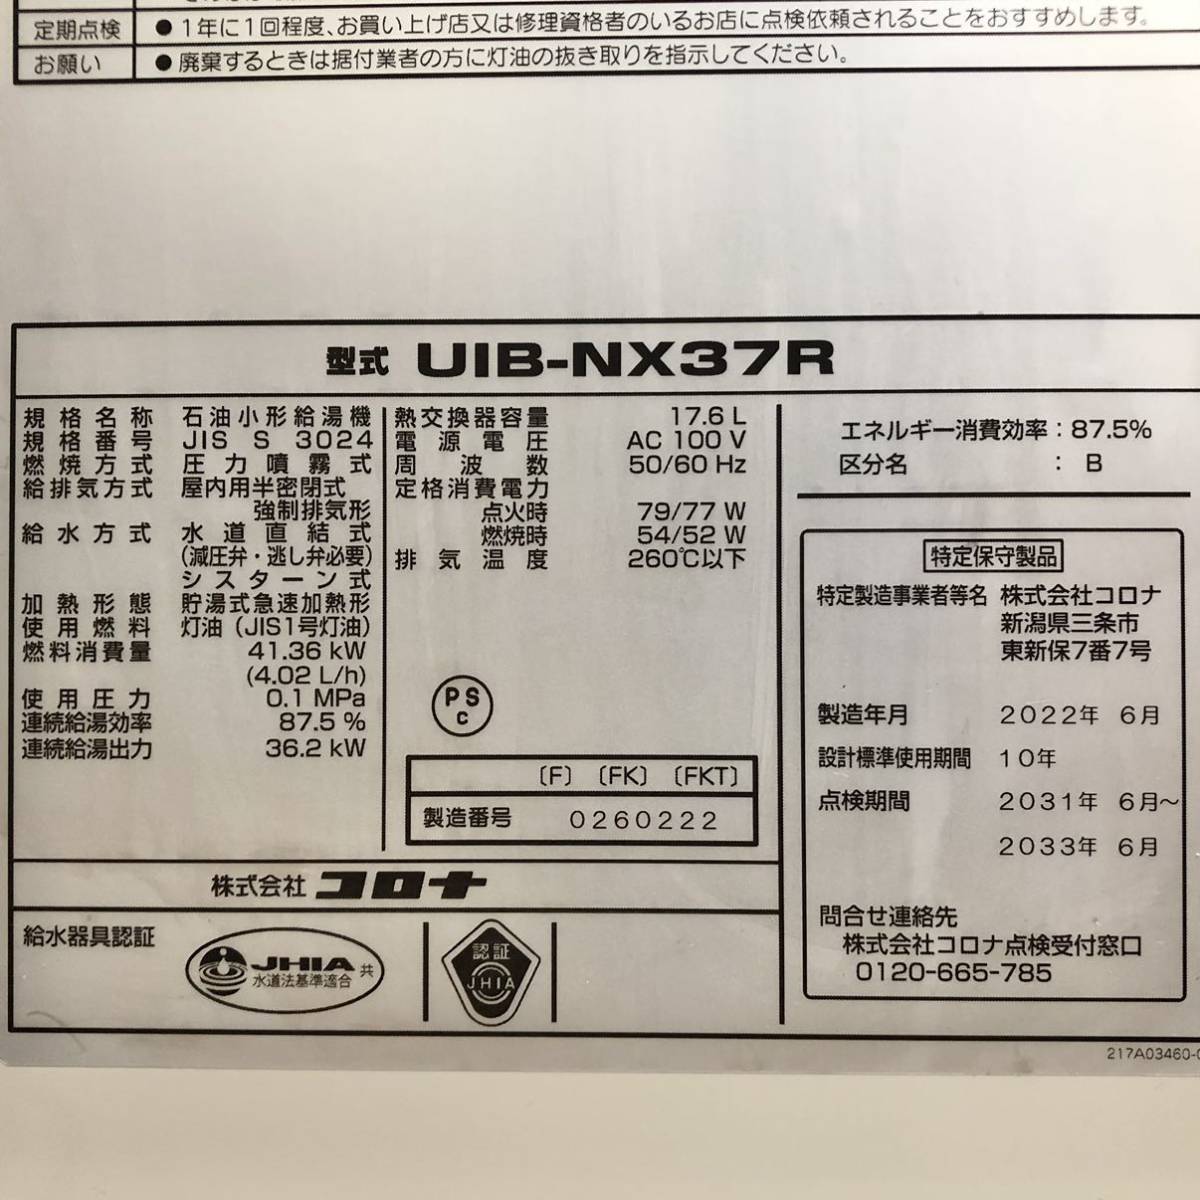 定期点検 ●1年に1回程度、お買い上げ店又は修理資格者のいるお店に点検依頼されることをおすすめします。
お願い ●廃棄するときは据付業者の方に灯油の抜き取りを指示してください。
型式 UIB-NX37R
規格名称 石油小形給湯機
規格番号 JIS S 3024
燃焼方式 圧力噴霧式
給排気方式 屋内用半密閉式
強制排気形
給水方式 水道直結式
(減圧弁・逃し弁必要)
シスターン式
加熱形態 貯湯式急速加熱形
使用燃料 灯油(JIS1号灯油)
燃料消費量 41.36 kW
(4.02 L/h)
使用圧力 0.1 MPa
連続給湯効率 87.5 %
連続給湯出力 36.2 kW
熱交換器容量 17.6 L
電源電圧 AC 100 V
周波数 50/60 Hz
定格消費電力
点火時 79/77 W
燃焼時 54/52 W
排気温度 260℃以下
PS
C
(F) (FK) (FKT)
製造番号 0260222
エネルギー消費効率：87.5%
区分名 ： B
特定保守製品
特定製造事業者等名 株式会社コロナ
新潟県三条市
東新保7番7号
製造年月 2022年 6月
設計標準使用期間 10年
点検期間 2031年 6月～
2033年 6月
問合せ連絡先
株式会社コロナ点検受付窓口
0120-665-785
株式会社 コロナ
給水器具認証
JHIA 共
水道法基準適合
認証
JHIA
217A03460-